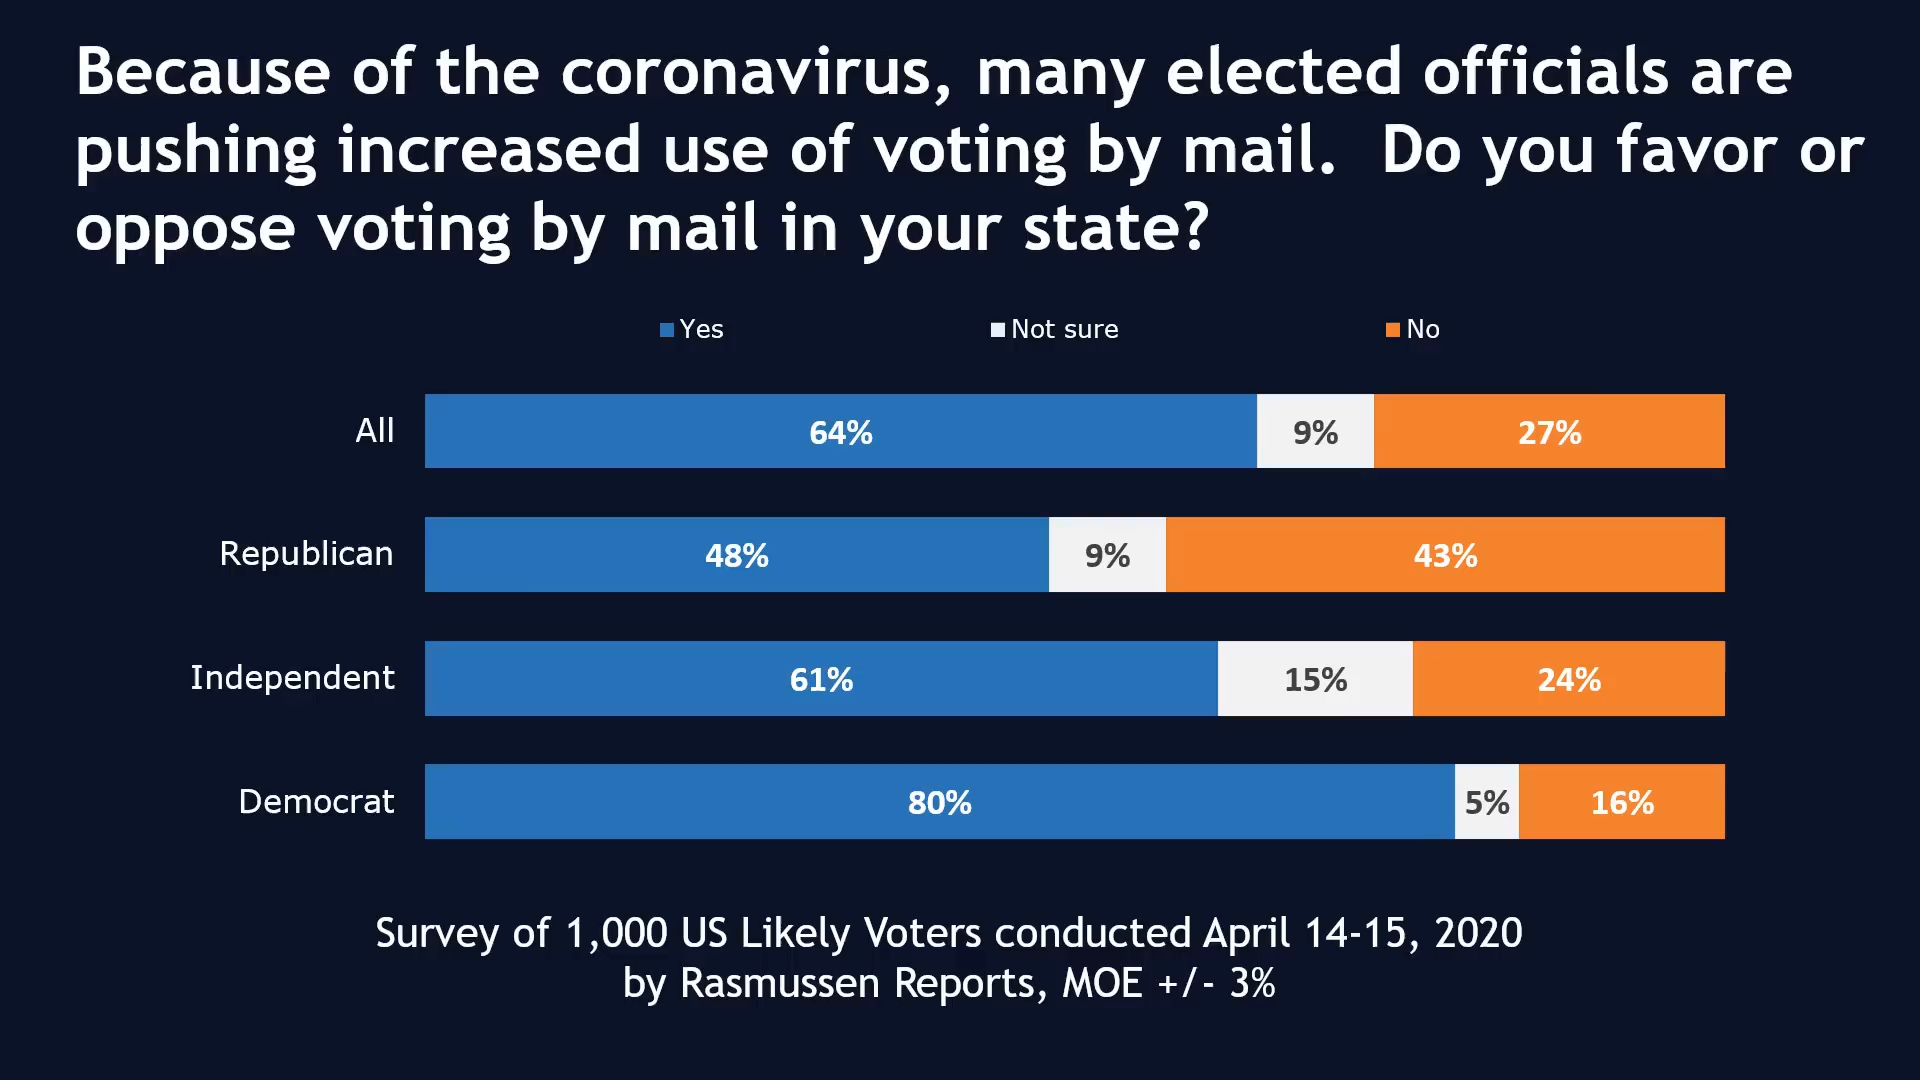 Because of the coronavirus, many elected officials are
pushing increased use of voting by mail.  Do you favor or
oppose voting by mail in your state?
Yes Not sure No
All 64% 9% 27%
Republican 48% 9% 43%
Independent 61% 15% 24%
Democrat 80% 5% 16%
Survey of 1,000 US Likely Voters conducted April 14-15, 2020
by Rasmussen Reports, MOE +/- 3%